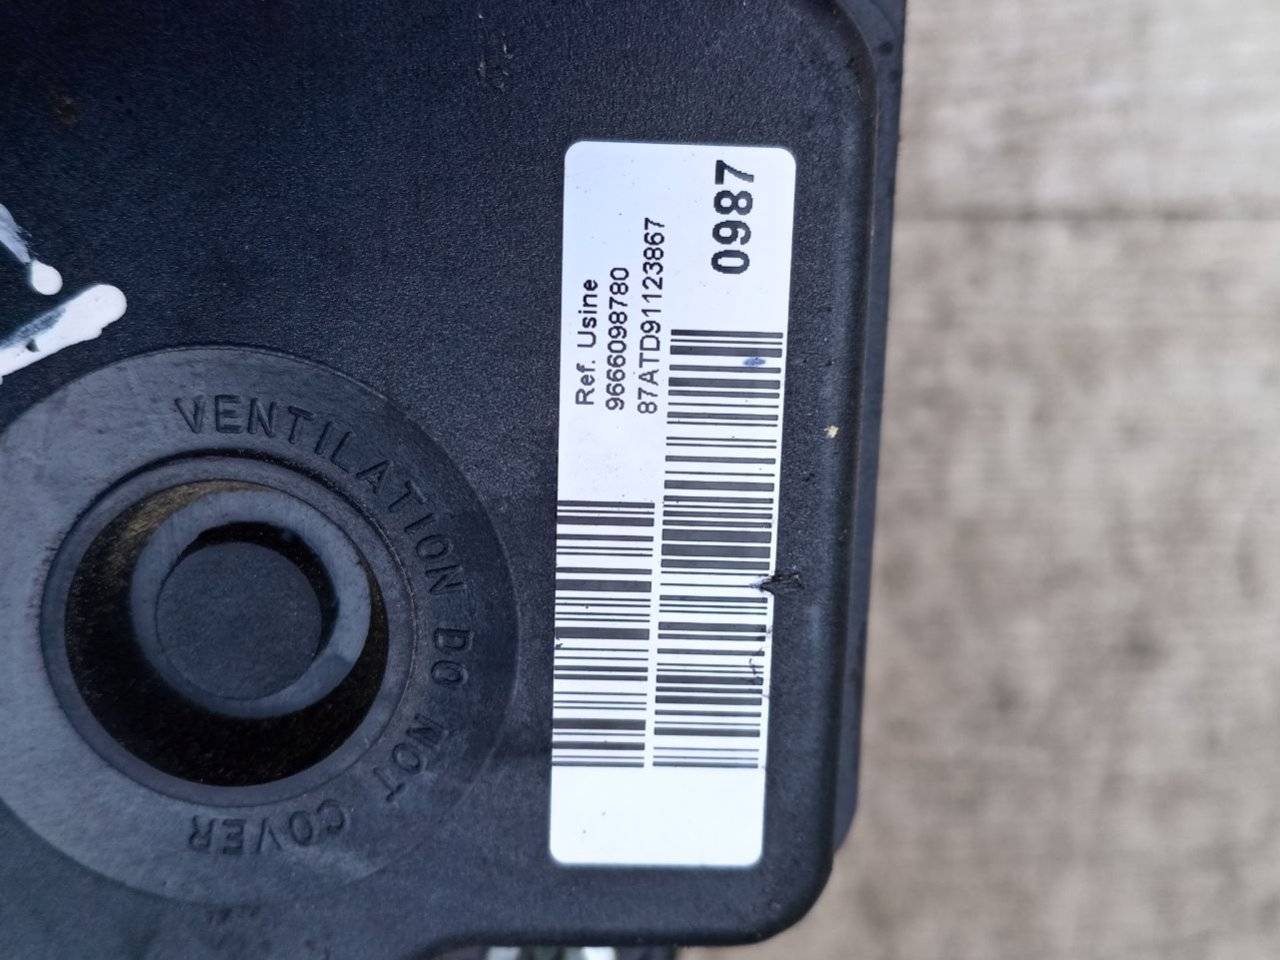 Ref. Usine
9666098780
87ATD91123867
0987
VENTILATION DO NOT COVER